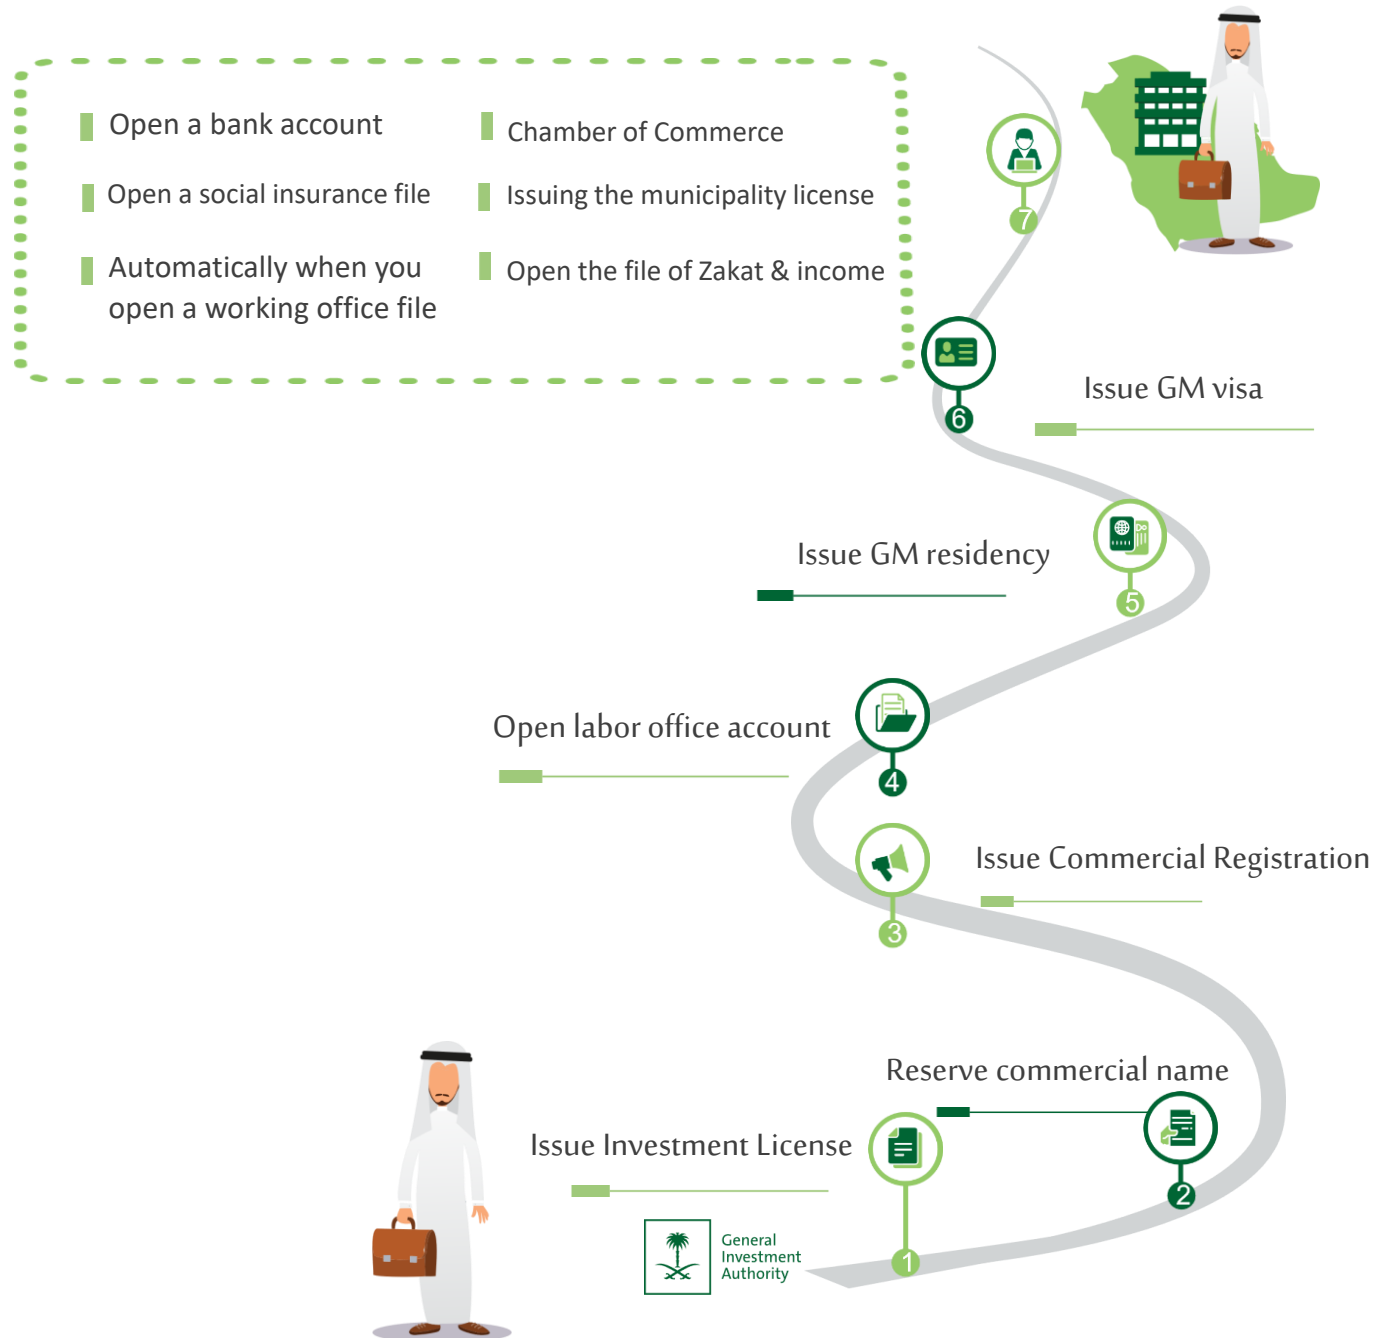 Open a bank account
Chamber of Commerce
Open a social insurance file
Issuing the municipality license
Automatically when you
open a working office file
Open the file of Zakat & income
7
6
Issue GM visa
Do
5
Issue GM residency
Open labor office account
4
Issue Commercial Registration
3
Reserve commercial name
2
Issue Investment License
1
General
Investment
Authority